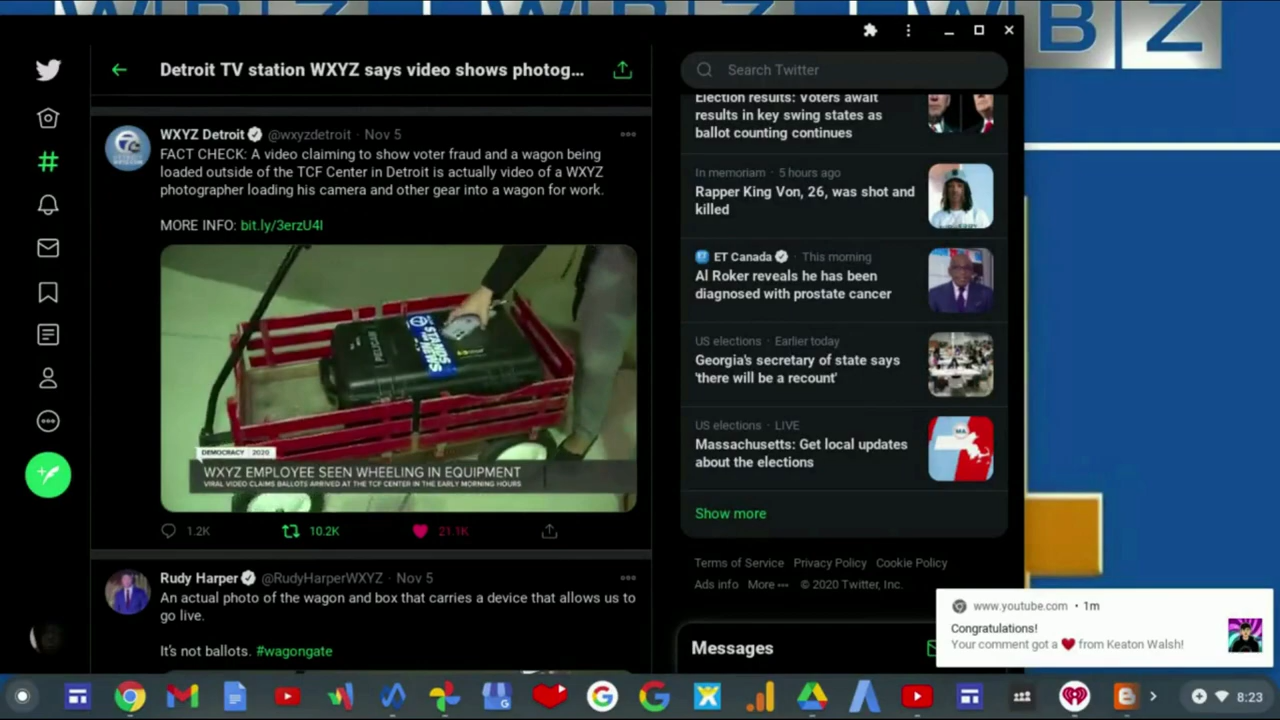 WBZ
Detroit TV station WXYZ says video shows photog...
WXYZ Detroit @wxyzdetroit · Nov 5
FACT CHECK: A video claiming to show voter fraud and a wagon being
loaded outside of the TCF Center in Detroit is actually video of a WXYZ
photographer loading his camera and other gear into a wagon for work.
MORE INFO: bit.ly/3erzU4I
PELICAN
DEMOCRACY 2020
WXYZ EMPLOYEE SEEN WHEELING IN EQUIPMENT
VIRAL VIDEO CLAIMS BALLOTS ARRIVED AT THE TCF CENTER IN THE EARLY MORNING HOURS
1.2K 10.2K 21.1K
Rudy Harper @RudyHarperWXYZ · Nov 5
An actual photo of the wagon and box that carries a device that allows us to
go live.
It's not ballots. #wagongate
Search Twitter
Election results: Voters await
results in key swing states as
ballot counting continues
In memoriam · 5 hours ago
Rapper King Von, 26, was shot and
killed
ET Canada · This morning
Al Roker reveals he has been
diagnosed with prostate cancer
US elections · Earlier today
Georgia's secretary of state says
'there will be a recount'
US elections · LIVE
Massachusetts: Get local updates
about the elections
MA
Show more
Terms of Service Privacy Policy Cookie Policy
Ads info More ••• © 2020 Twitter, Inc.
Messages
www.youtube.com • 1m
Congratulations!
Your comment got a ❤ from Keaton Walsh!
8:23